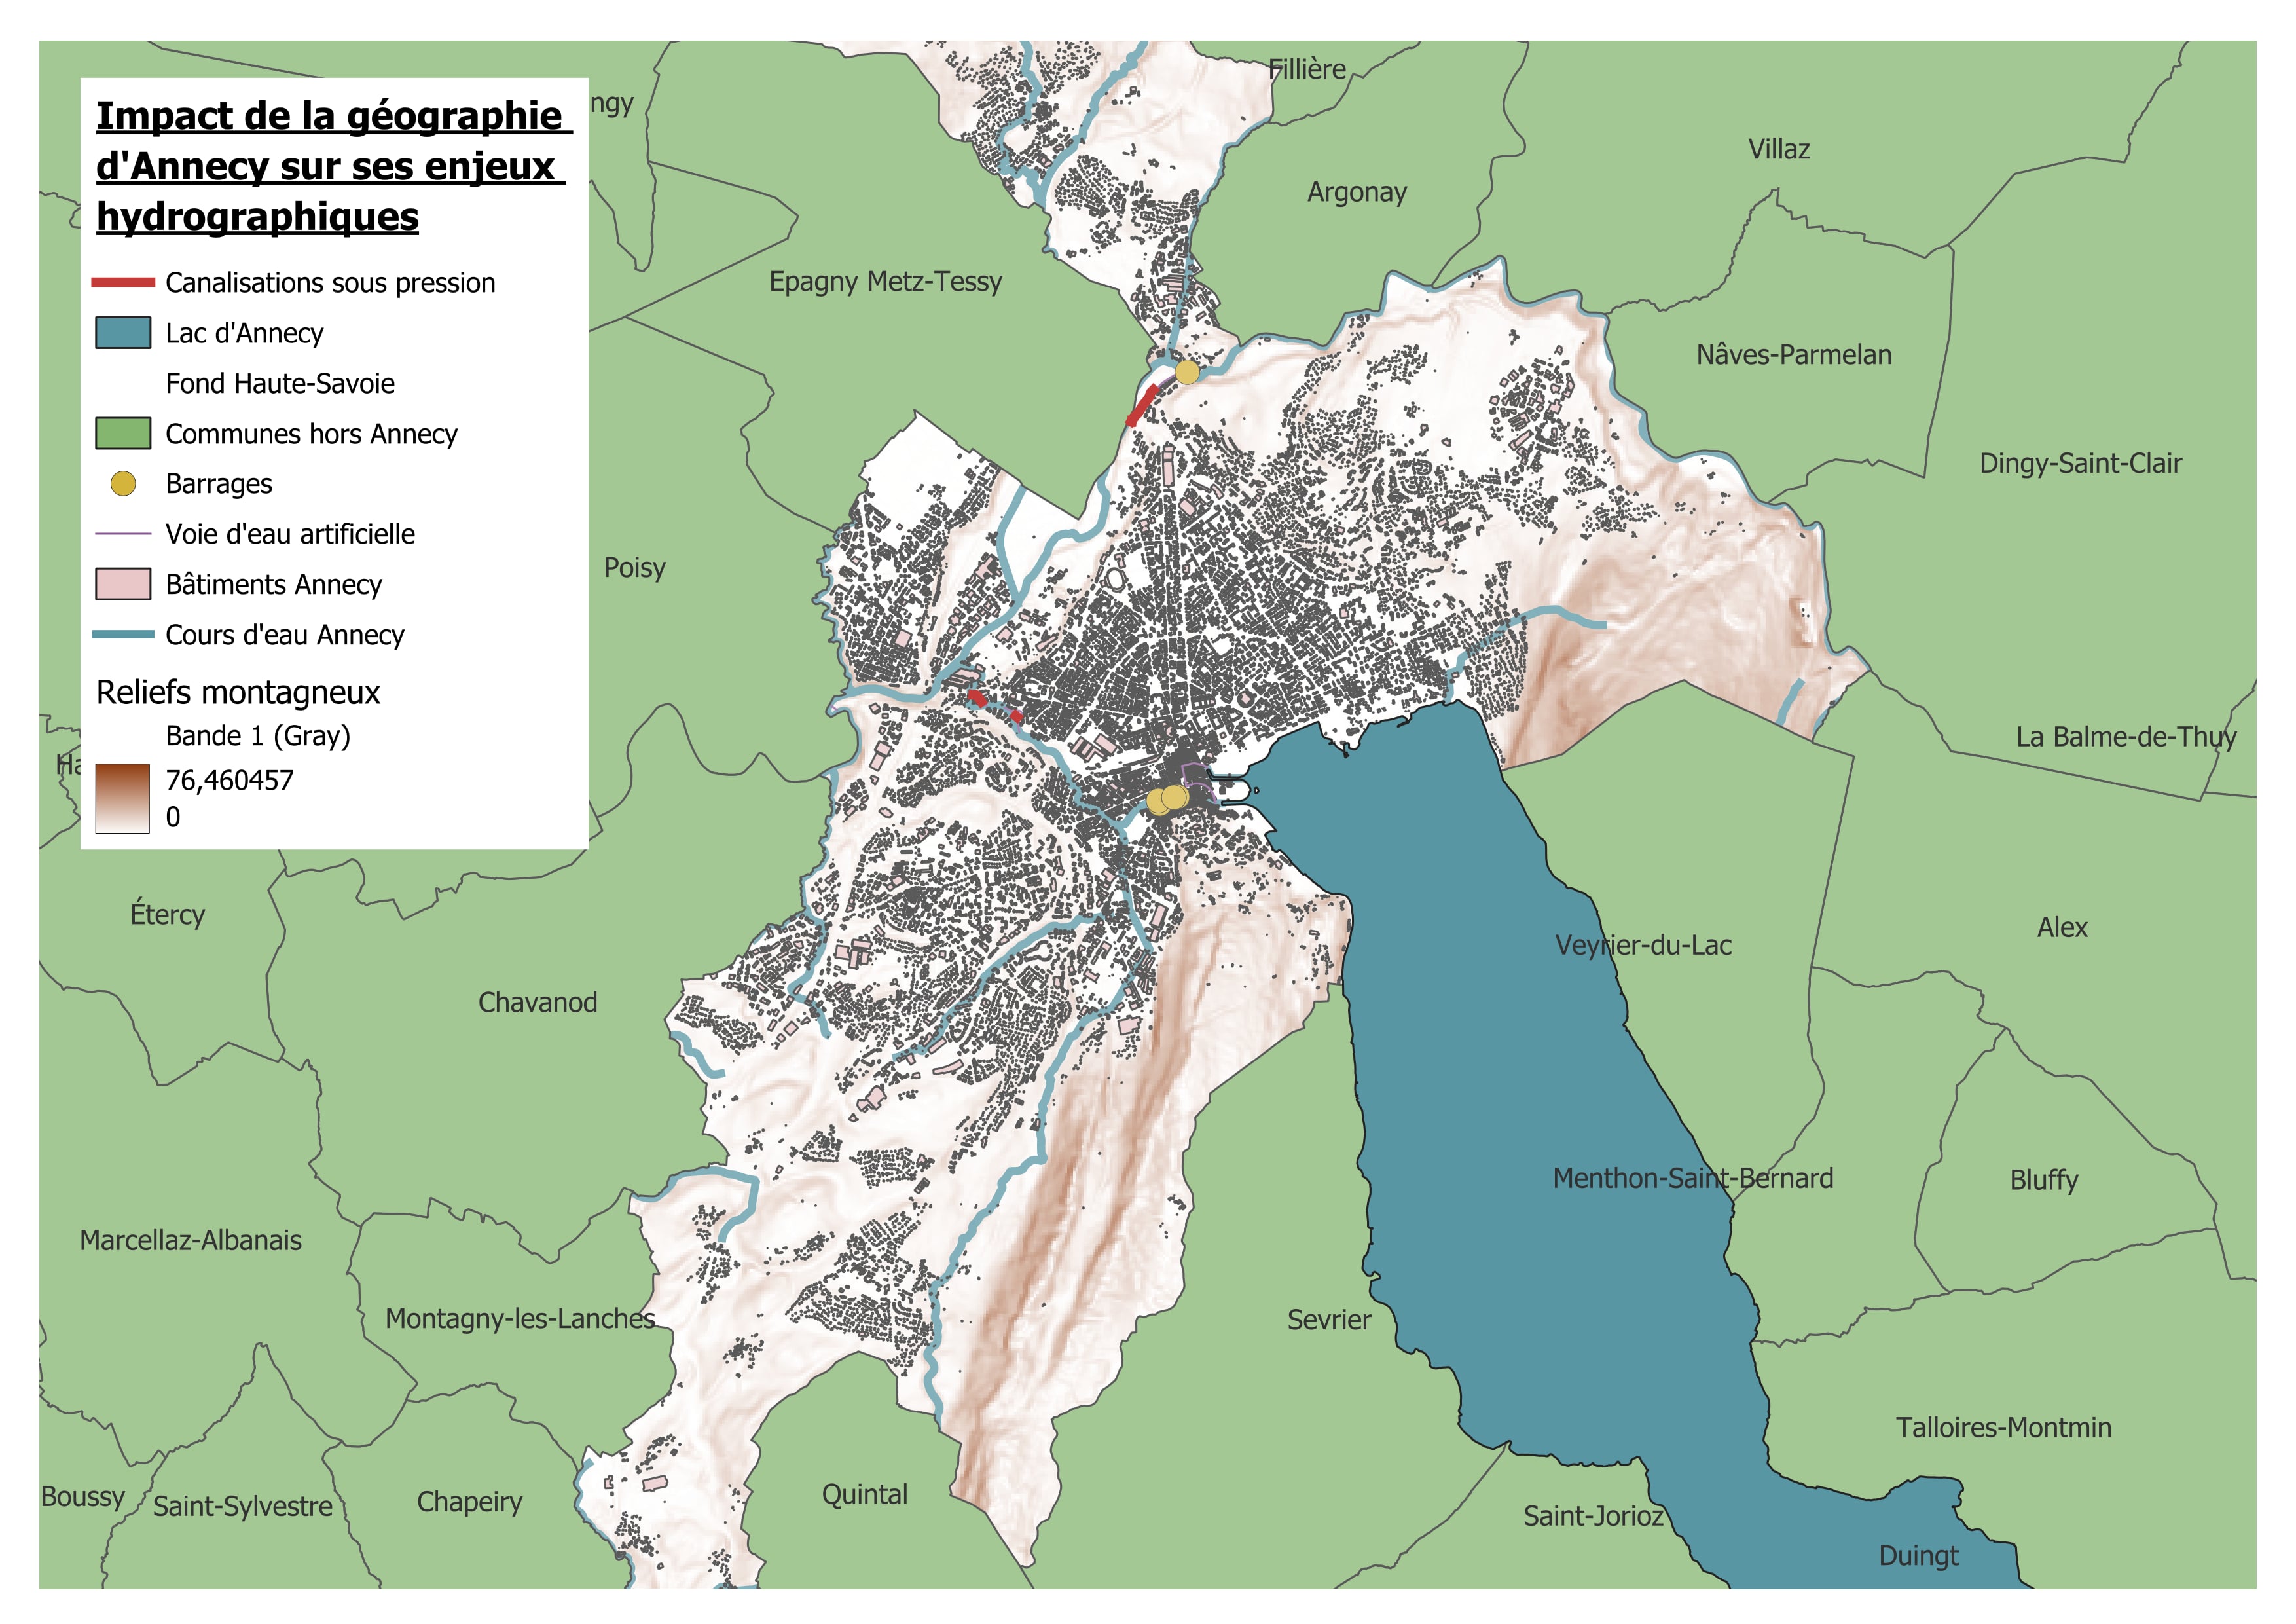 Impact de la géographie
d'Annecy sur ses enjeux
hydrographiques
Canalisations sous pression
Lac d'Annecy
Fond Haute-Savoie
Communes hors Annecy
Barrages
Voie d'eau artificielle
Bâtiments Annecy
Cours d'eau Annecy
Reliefs montagneux
Bande 1 (Gray)
76,460457
0
Fillière
ngy
Villaz
Argonay
Epagny Metz-Tessy
Nâves-Parmelan
Dingy-Saint-Clair
Poisy
La Balme-de-Thuy
Ha
Étercy
Alex
Veyrier-du-Lac
Chavanod
Menthon-Saint-Bernard
Bluffy
Marcellaz-Albanais
Montagny-les-Lanches
Sevrier
Talloires-Montmin
Boussy
Saint-Sylvestre
Chapeiry
Quintal
Saint-Jorioz
Duingt